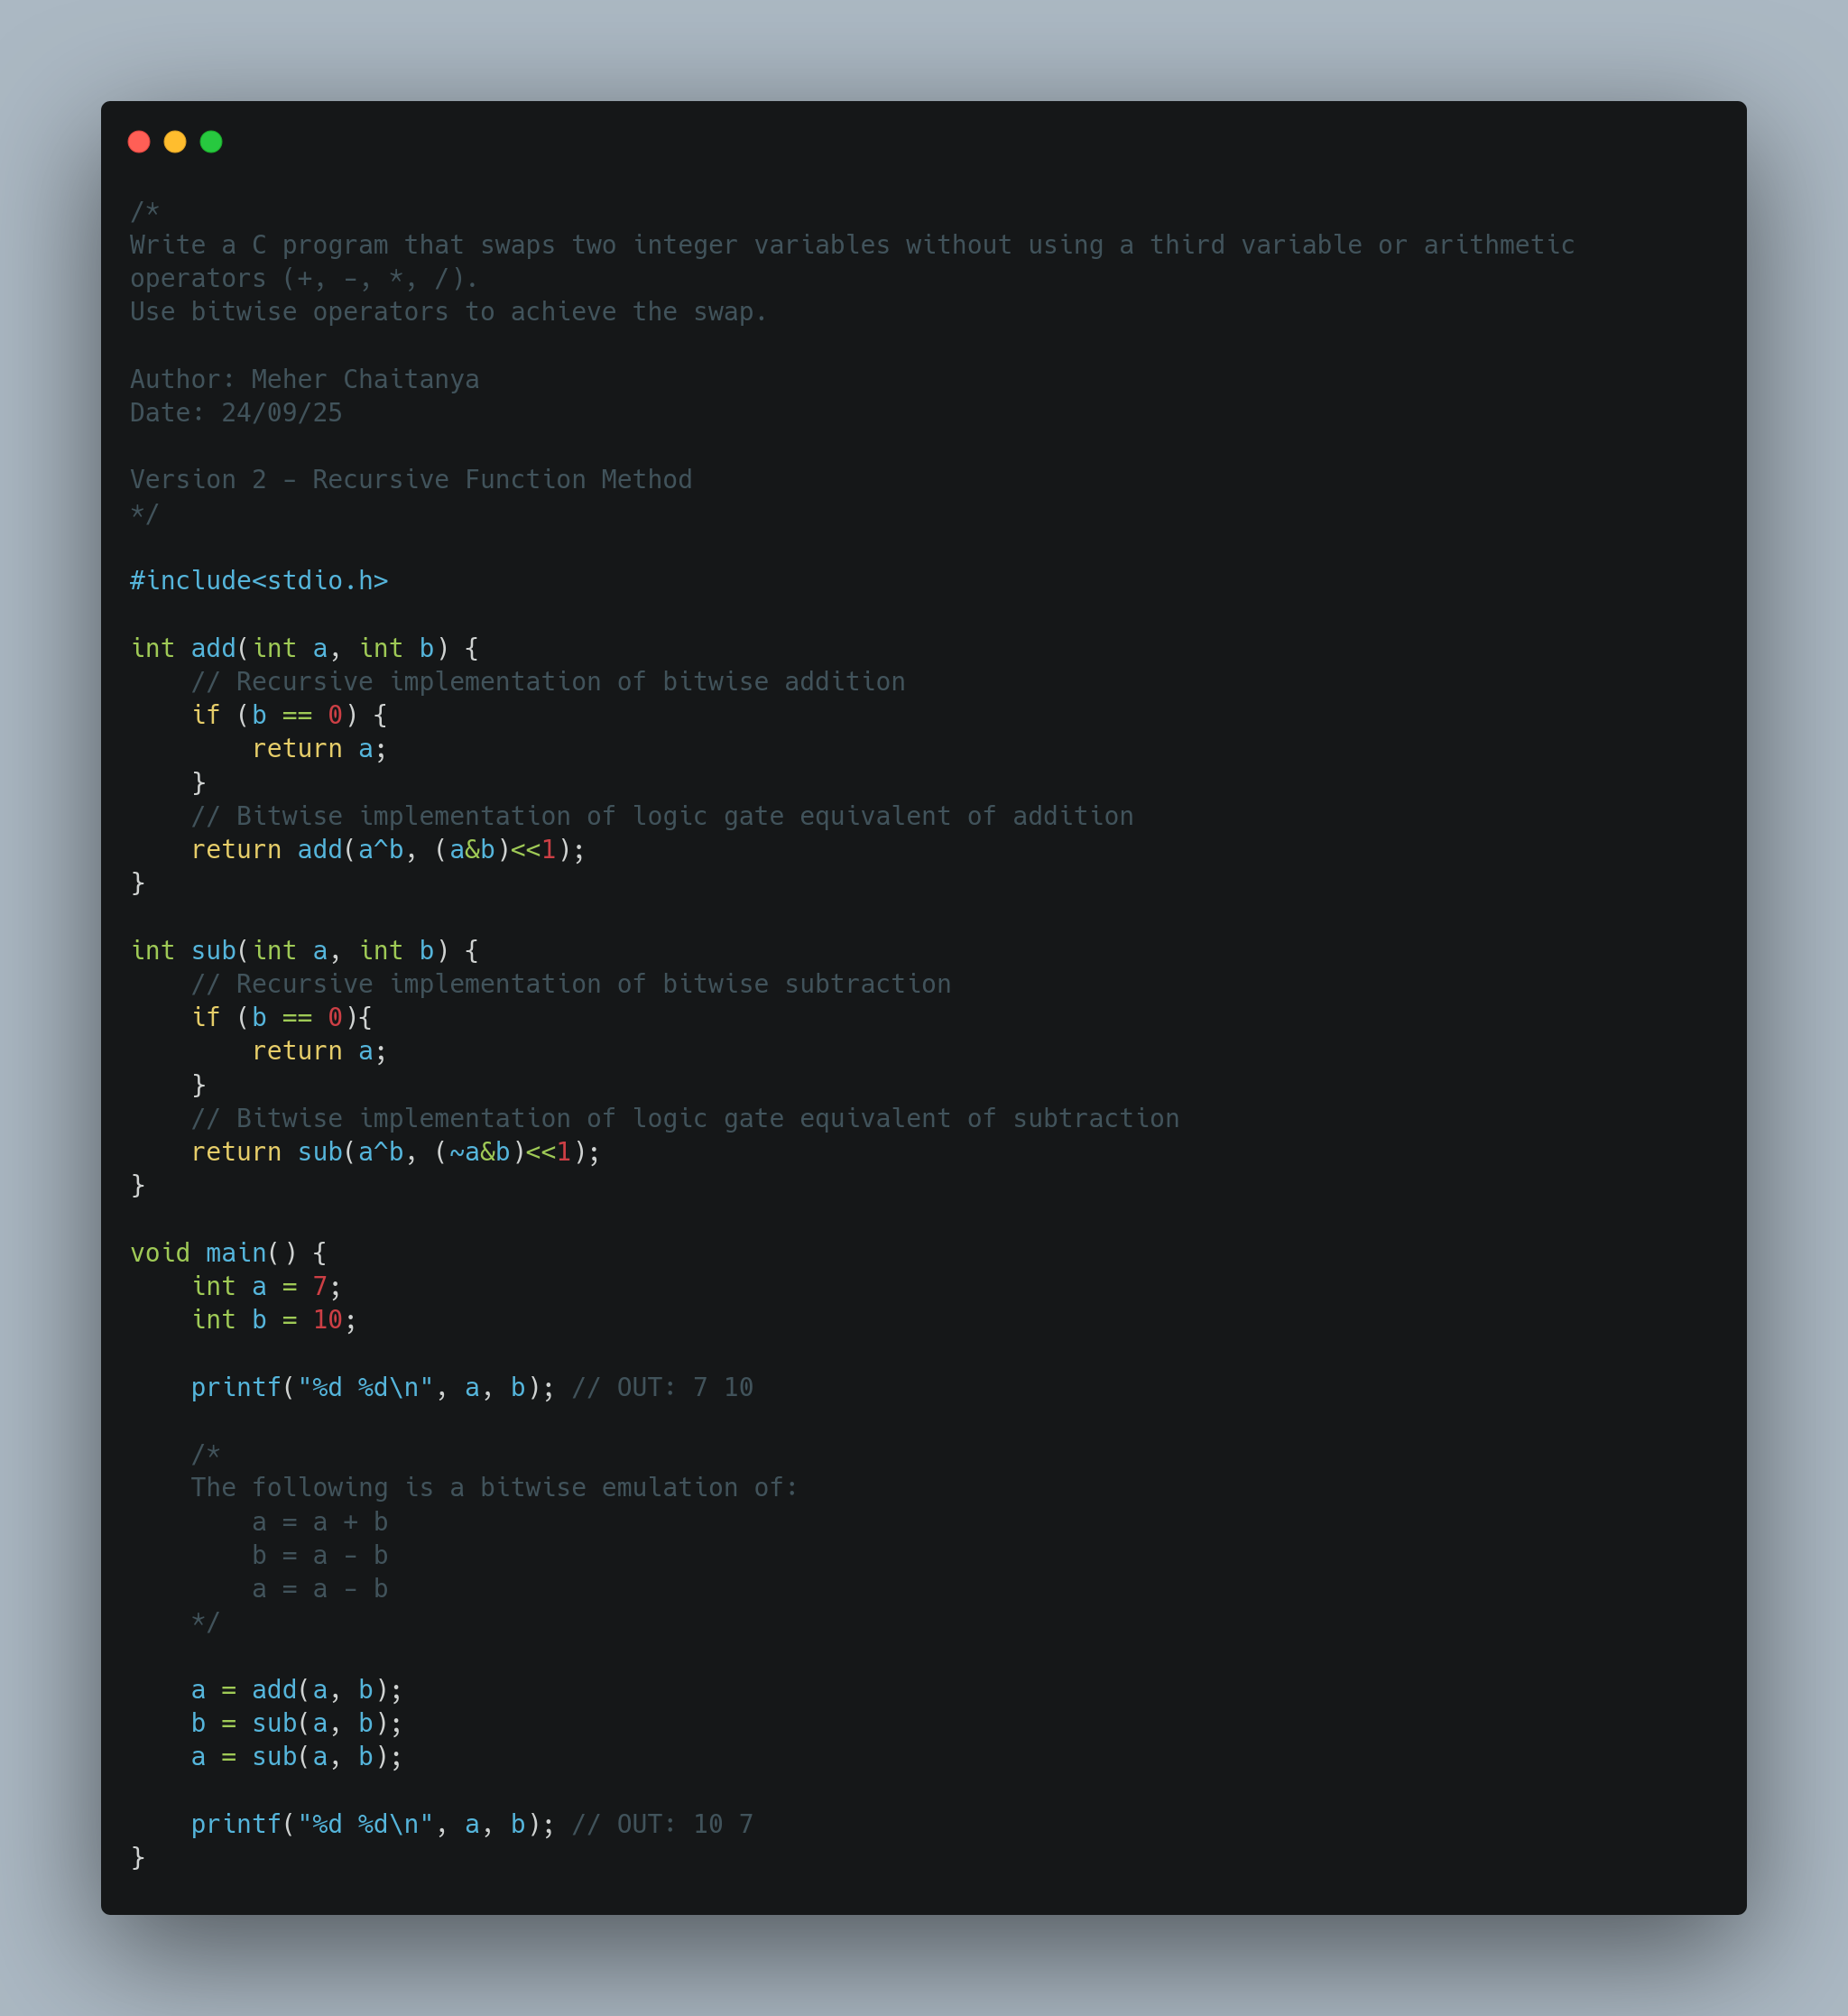 /*
Write a C program that swaps two integer variables without using a third variable or arithmetic
operators (+, -, *, /).
Use bitwise operators to achieve the swap.

Author: Meher Chaitanya
Date: 24/09/25

Version 2 - Recursive Function Method
*/

#include<stdio.h>

int add(int a, int b) {
    // Recursive implementation of bitwise addition
    if (b == 0) {
        return a;
    }
    // Bitwise implementation of logic gate equivalent of addition
    return add(a^b, (a&b)<<1);
}

int sub(int a, int b) {
    // Recursive implementation of bitwise subtraction
    if (b == 0){
        return a;
    }
    // Bitwise implementation of logic gate equivalent of subtraction
    return sub(a^b, (~a&b)<<1);
}

void main() {
    int a = 7;
    int b = 10;

    printf("%d %d\n", a, b); // OUT: 7 10

    /*
    The following is a bitwise emulation of:
        a = a + b
        b = a - b
        a = a - b
    */

    a = add(a, b);
    b = sub(a, b);
    a = sub(a, b);

    printf("%d %d\n", a, b); // OUT: 10 7
}